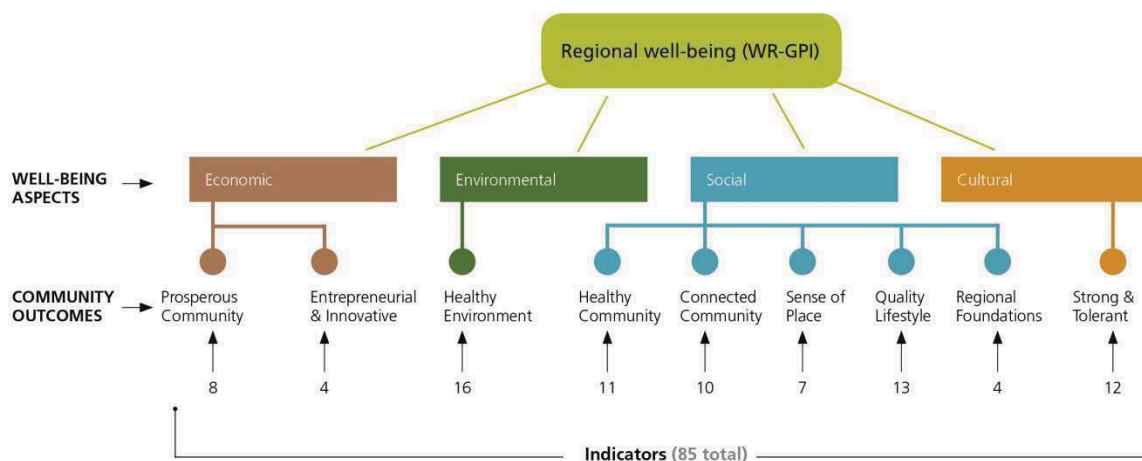 Regional well-being (WR-GPI)
WELL-BEING
ASPECTS
Economic
Environmental
Social
Cultural
COMMUNITY
OUTCOMES
Prosperous
Community
Entrepreneurial
& Innovative
Healthy
Environment
Healthy
Community
Connected
Community
Sense of
Place
Quality
Lifestyle
Regional
Foundations
Strong &
Tolerant
8
4
16
11
10
7
13
4
12
Indicators (85 total)